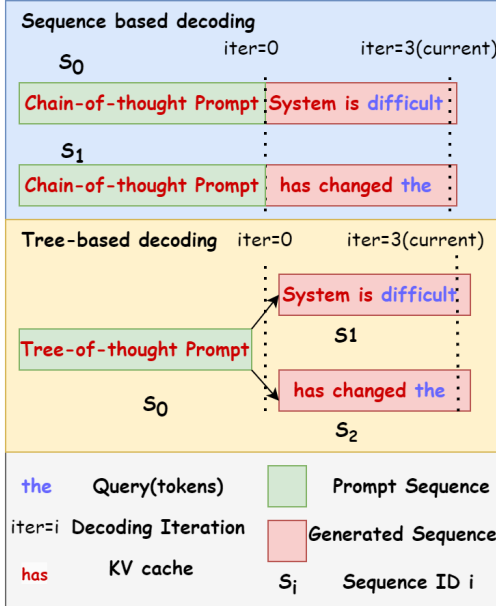 Sequence based decoding
iter=0 iter=3(current)
S0
Chain-of-thought Prompt System is difficult
S1
Chain-of-thought Prompt has changed the
Tree-based decoding iter=0 iter=3(current)
System is difficult
S1
Tree-of-thought Prompt
has changed the
S0
S2
the Query(tokens) Prompt Sequence
iter=i Decoding Iteration Generated Sequence
has KV cache Si Sequence ID i